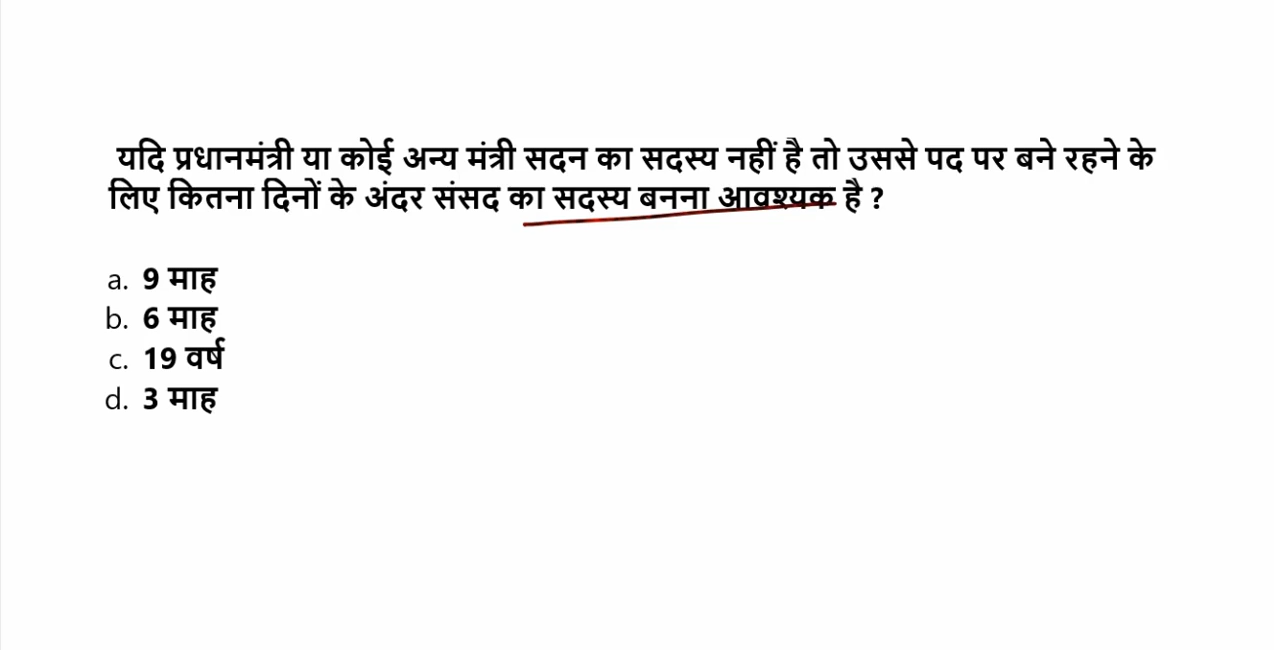 यदि प्रधानमंत्री या कोई अन्य मंत्री सदन का सदस्य नहीं है तो उससे पद पर बने रहने के
लिए कितना दिनों के अंदर संसद का सदस्य बनना आवश्यक है ?
a. 9 माह
b. 6 माह
c. 19 वर्ष
d. 3 माह